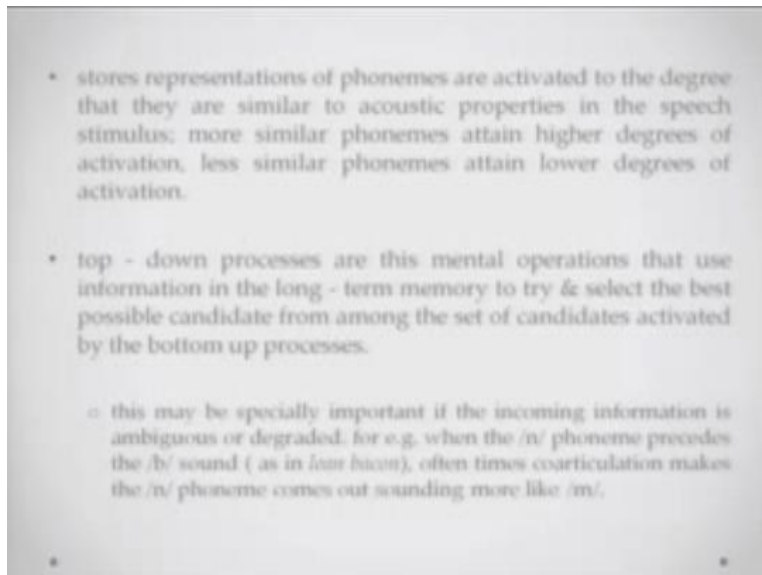 • stores representations of phonemes are activated to the degree
that they are similar to acoustic properties in the speech
stimulus; more similar phonemes attain higher degrees of
activation, less similar phonemes attain lower degrees of
activation.
• top - down processes are this mental operations that use
information in the long - term memory to try & select the best
possible candidate from among the set of candidates activated
by the bottom up processes.
○ this may be specially important if the incoming information is
ambiguous or degraded. for e.g. when the /n/ phoneme precedes
the /b/ sound ( as in lean bacon), often times coarticulation makes
the /n/ phoneme comes out sounding more like /m/.